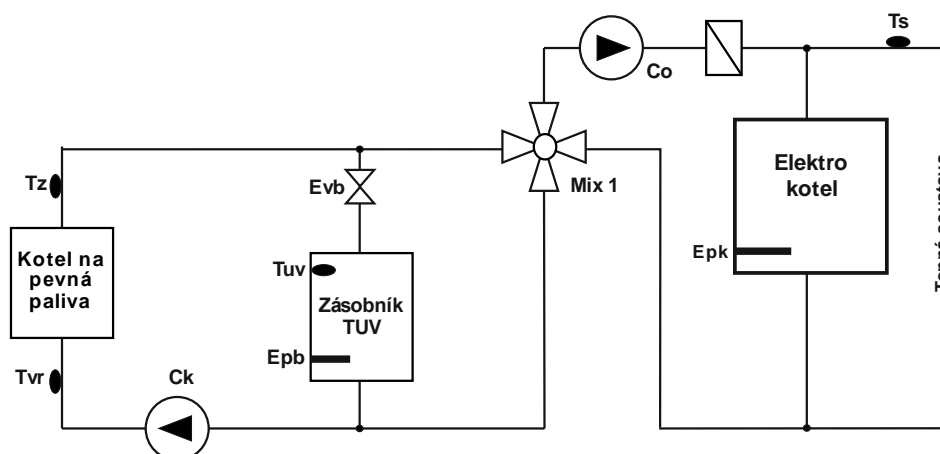 Ts
Co
Elektro
kotel
Tz
Evb
Mix 1
Kotel na
pevná
paliva
Tuv
Zásobník
TUV
Epk
Epb
Tvr
Ck